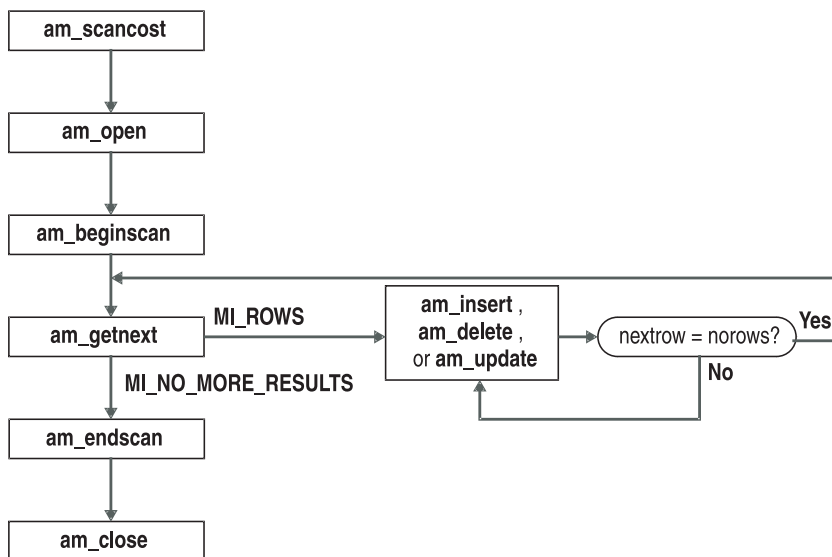 am_scancost
am_open
am_beginscan
am_getnext
MI_ROWS
am_insert ,
am_delete ,
or am_update
nextrow = norows?
Yes
No
MI_NO_MORE_RESULTS
am_endscan
am_close